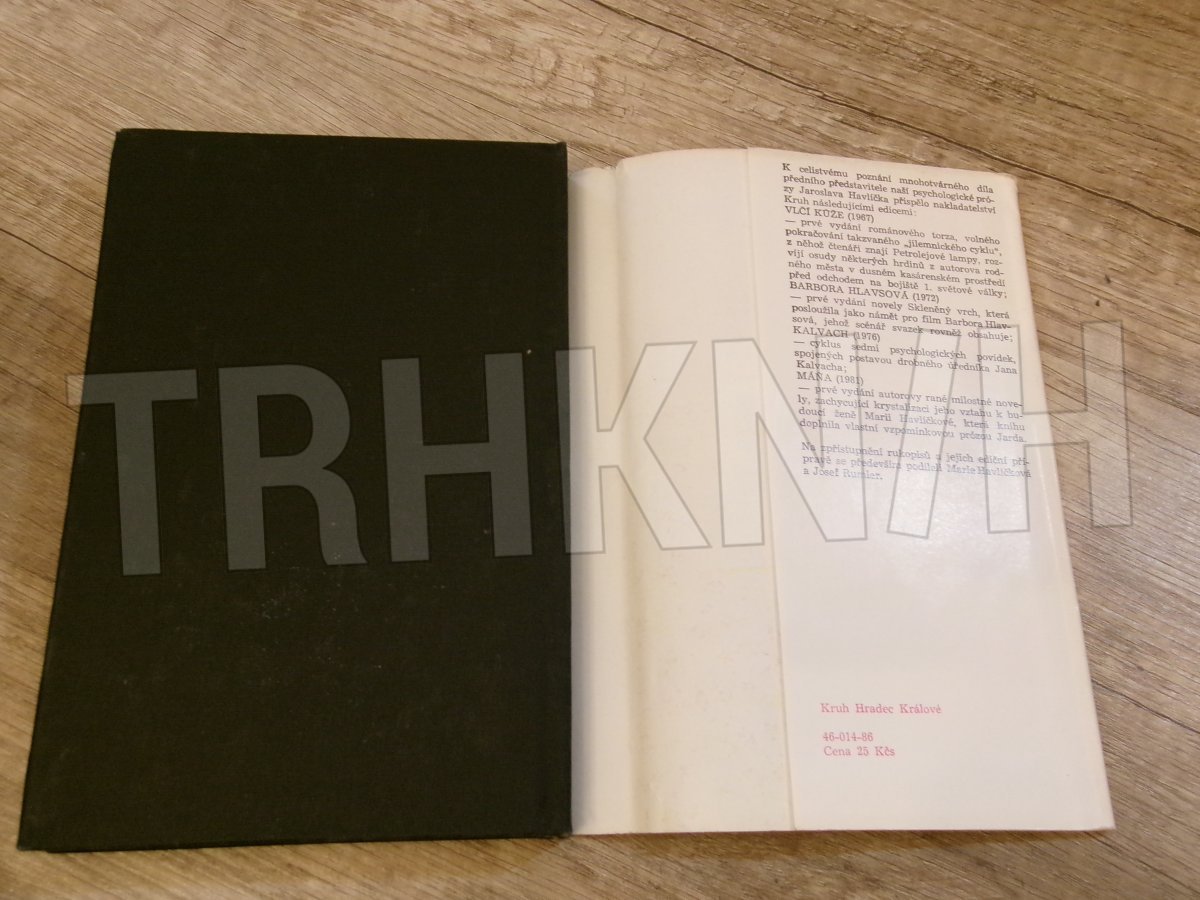 K celistvému poznání mnohotvárného díla
předního představitele naší psychologické pró-
zy Jaroslava Havlíčka přispělo nakladatelství
Kruh následujícími edicemi:
VLČÍ KŮŽE (1967)
— prvé vydání románového torza, volného
pokračování takzvaného „jilemnického cyklu“,
z něhož čtenáři znají Petrolejové lampy, roz-
víjí osudy některých hrdinů z autorova rod-
ného města v dusném kasárenském prostředí
před odchodem na bojiště 1. světové války;
BARBORA HLAVSOVÁ (1972)
— prvé vydání novely Skleněný vrch, která
posloužila jako námět pro film Barbora Hlav-
sová, jehož scénář svazek rovněž obsahuje;
KALVACH (1976)
— cyklus sedmi psychologických povídek,
spojených postavou drobného úředníka Jana
Kalvacha;
MÁŇA (1981)
— prvé vydání autorovy rané milostné nove-
ly, zachycující krystalizaci jeho vztahu k bu-
doucí ženě Marii Havlíčkové, která knihu
doplnila vlastní vzpomínkovou prózou Jarda.
Na zpřístupnění rukopisů a jejich ediční pří-
pravě se především podíleli Marie Havlíčková
a Josef Rumler.
Kruh Hradec Králové
46-014-86
Cena 25 Kčs
TRHKNIH